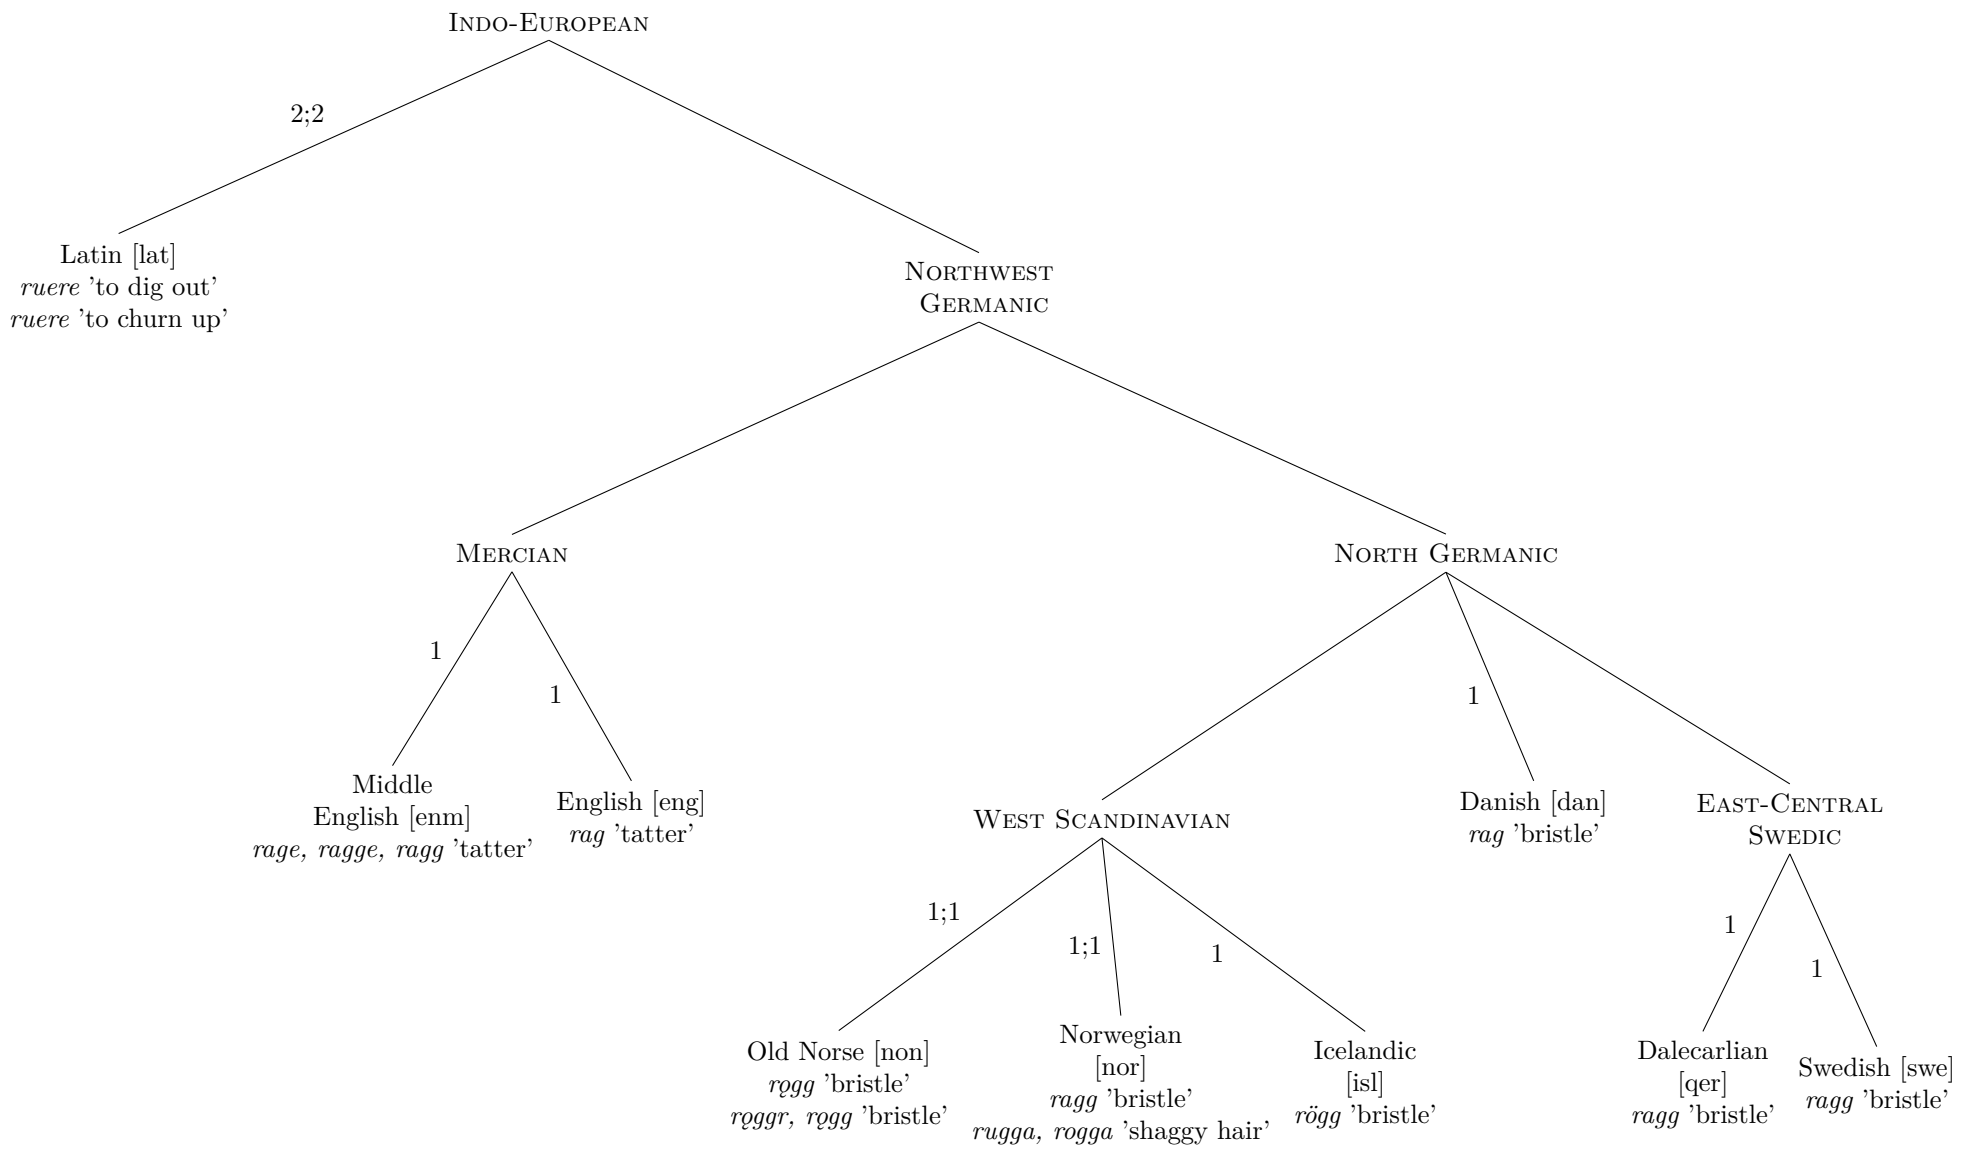 INDO-EUROPEAN
2;2
Latin [lat]
ruere ’to dig out’
ruere ’to churn up’
NORTHWEST
GERMANIC
MERCIAN
NORTH GERMANIC
1
1
1
Middle
English [enm]
rage, ragge, ragg ’tatter’
English [eng]
rag ’tatter’
WEST SCANDINAVIAN
Danish [dan]
rag ’bristle’
EAST-CENTRAL
SWEDIC
1;1
1;1
1
1
1
Old Norse [non]
rǫgg ’bristle’
rǫggr, rǫgg ’bristle’
Norwegian
[nor]
ragg ’bristle’
rugga, rogga ’shaggy hair’
Icelandic
[isl]
rögg ’bristle’
Dalecarlian
[qer]
ragg ’bristle’
Swedish [swe]
ragg ’bristle’